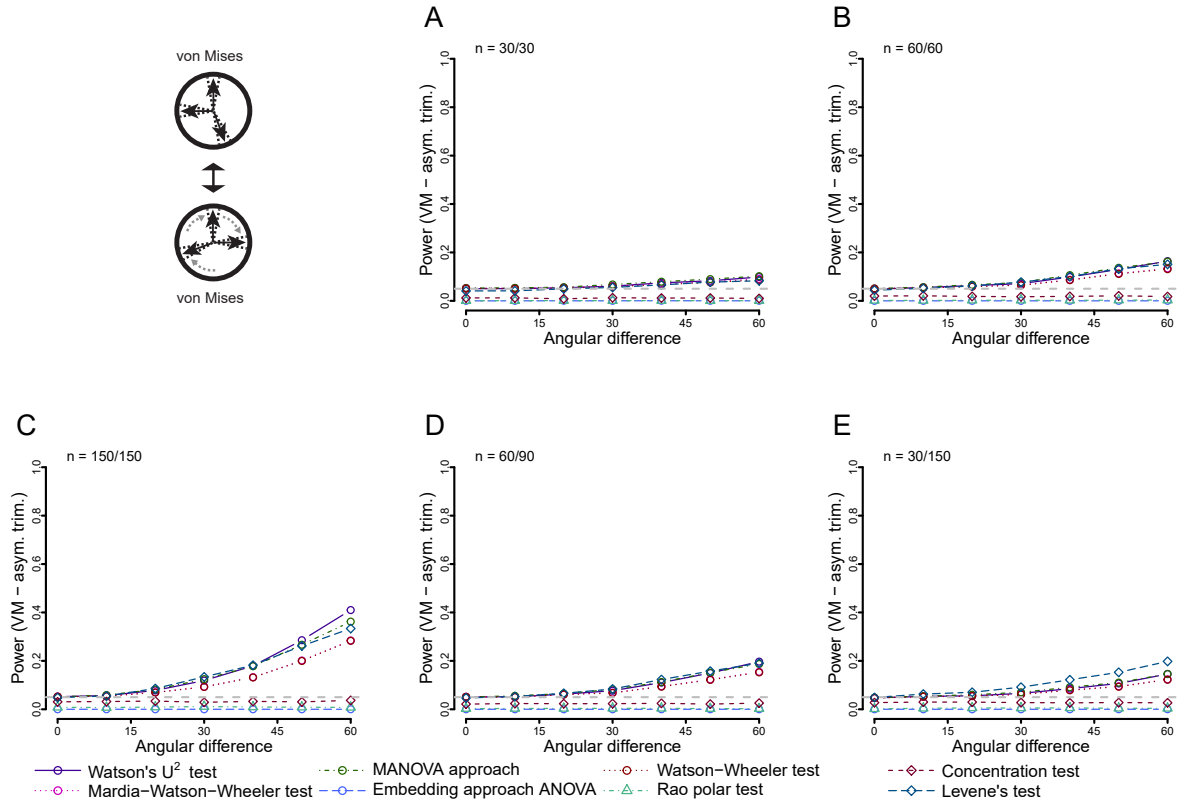 von Mises
von Mises
A
n = 30/30
Power (VM − asym. trim.)
0.0 0.2 0.4 0.6 0.8 1.0
0 15 30 45 60
Angular difference
B
n = 60/60
Power (VM − asym. trim.)
0.0 0.2 0.4 0.6 0.8 1.0
0 15 30 45 60
Angular difference
C
n = 150/150
Power (VM − asym. trim.)
0.0 0.2 0.4 0.6 0.8 1.0
0 15 30 45 60
Angular difference
D
n = 60/90
Power (VM − asym. trim.)
0.0 0.2 0.4 0.6 0.8 1.0
0 15 30 45 60
Angular difference
E
n = 30/150
Power (VM − asym. trim.)
0.0 0.2 0.4 0.6 0.8 1.0
0 15 30 45 60
Angular difference
Watson's U² test
Mardia−Watson−Wheeler test
MANOVA approach
Embedding approach ANOVA
Watson−Wheeler test
Rao polar test
Concentration test
Levene's test